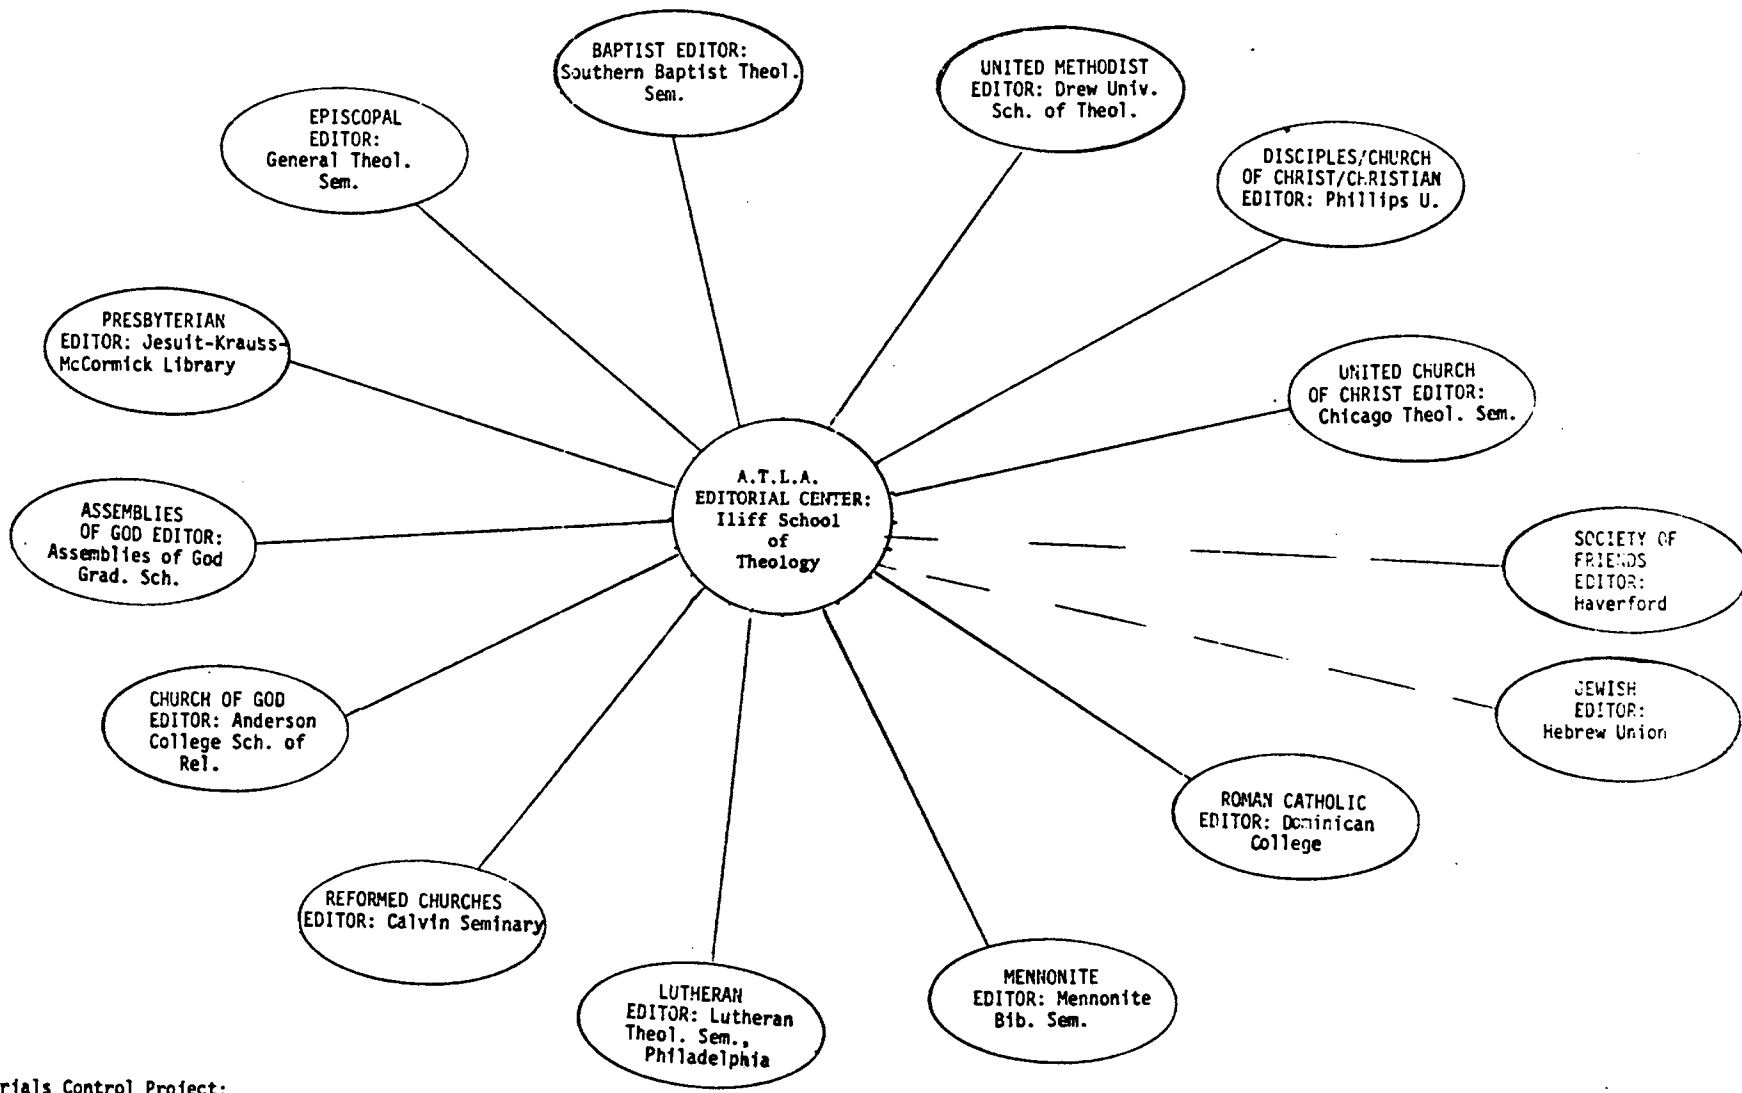 BAPTIST EDITOR:
Southern Baptist Theol.
Sem.
UNITED METHODIST
EDITOR: Drew Univ.
Sch. of Theol.
EPISCOPAL
EDITOR:
General Theol.
Sem.
DISCIPLES/CHURCH
OF CHRIST/CHRISTIAN
EDITOR: Phillips U.
PRESBYTERIAN
EDITOR: Jesuit-Krauss-
McCormick Library
UNITED CHURCH
OF CHRIST EDITOR:
Chicago Theol. Sem.
A.T.L.A.
EDITORIAL CENTER:
Iliff School
of
Theology
ASSEMBLIES
OF GOD EDITOR:
Assemblies of God
Grad. Sch.
SOCIETY OF
FRIENDS
EDITOR:
Haverford
CHURCH OF GOD
EDITOR: Anderson
College Sch. of
Rel.
JEWISH
EDITOR:
Hebrew Union
ROMAN CATHOLIC
EDITOR: Dominican
College
REFORMED CHURCHES
EDITOR: Calvin Seminary
LUTHERAN
EDITOR: Lutheran
Theol. Sem.,
Philadelphia
MENNONITE
EDITOR: Mennonite
Bib. Sem.
rials Control Project: